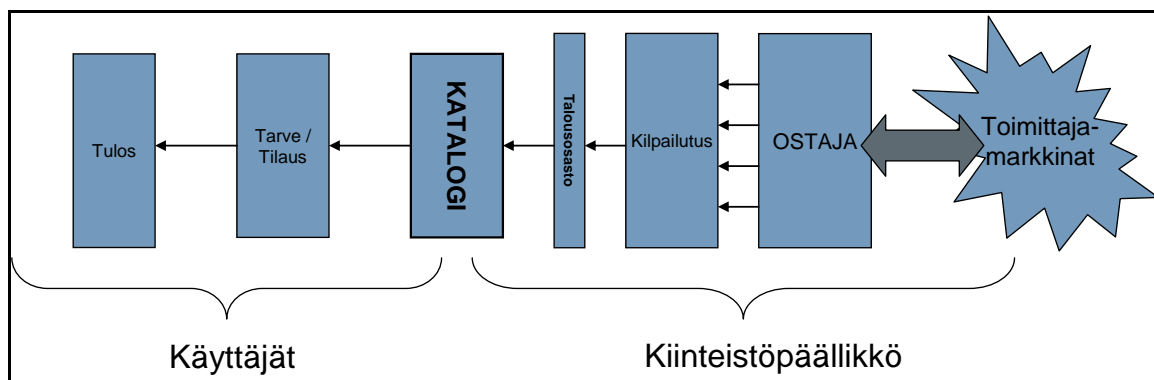 Tulos
Tarve /
Tilaus
KATALOGI
Talousosasto
Kilpailutus
OSTAJA
Toimittaja-
markkinat
Käyttäjät
Kiinteistöpäällikkö